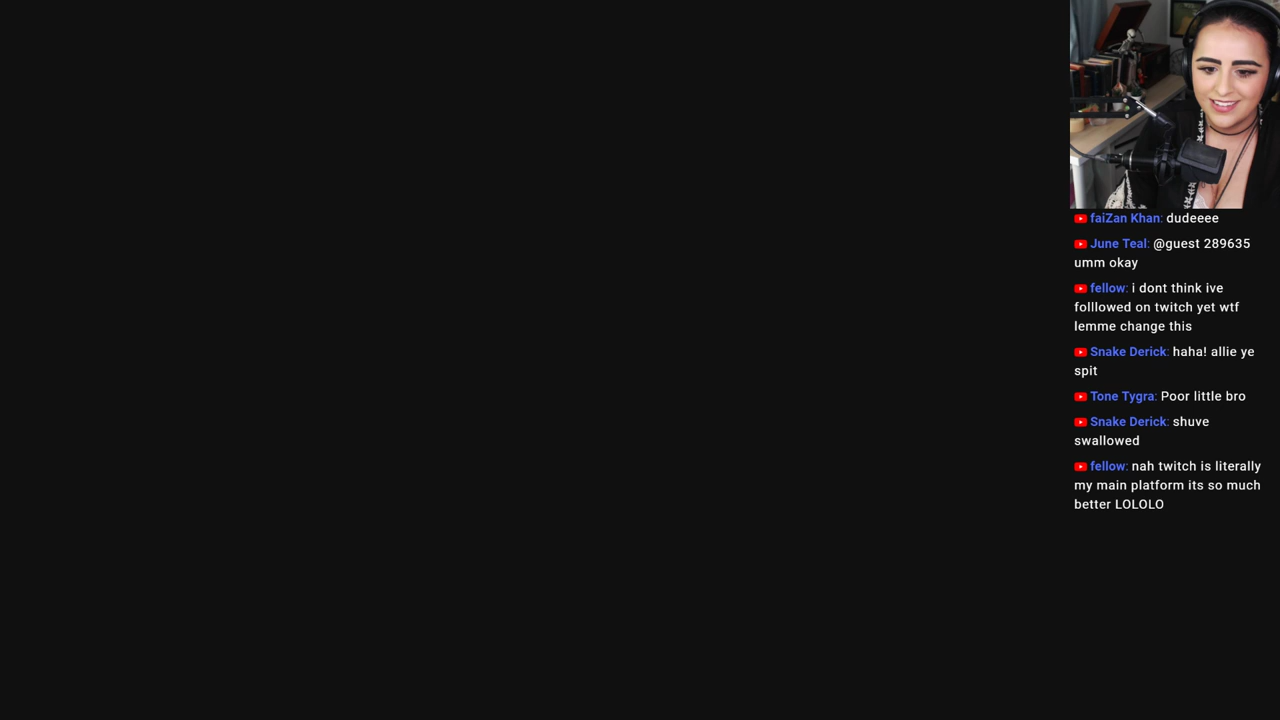 faiZan Khan: dudeeee
June Teal: @guest 289635
umm okay
fellow: i dont think ive
folllowed on twitch yet wtf
lemme change this
Snake Derick: haha! allie ye
spit
Tone Tygra: Poor little bro
Snake Derick: shuve
swallowed
fellow: nah twitch is literally
my main platform its so much
better LOLOLO